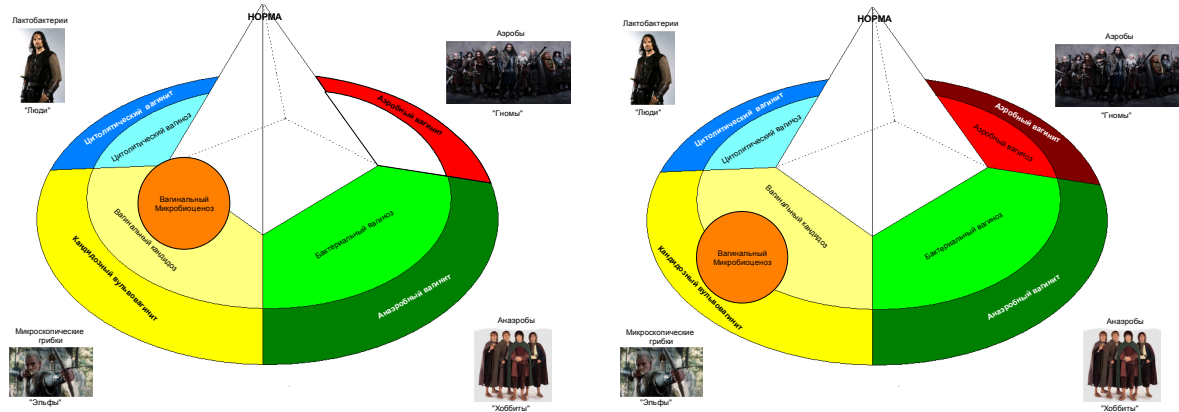 НОРМА
Лактобактерии
"Люди"
Аэробы
"Гномы"
Цитолитический вагинит
Цитолитический вагиноз
Аэробный вагинит
Вагинальный
Микробиоценоз
Вагинальный кандидоз
Кандидозный вульвовагинит
Бактериальный вагиноз
Анаэробный вагинит
Микроскопические
грибки
"Эльфы"
Анаэробы
"Хоббиты"
НОРМА
Лактобактерии
"Люди"
Аэробы
"Гномы"
Цитолитический вагинит
Цитолитический вагиноз
Аэробный вагинит
Аэробный вагиноз
Вагинальный кандидоз
Вагинальный
Микробиоценоз
Кандидозный вульвовагинит
Бактериальный вагиноз
Анаэробный вагинит
Микроскопические
грибки
"Эльфы"
Анаэробы
"Хоббиты"